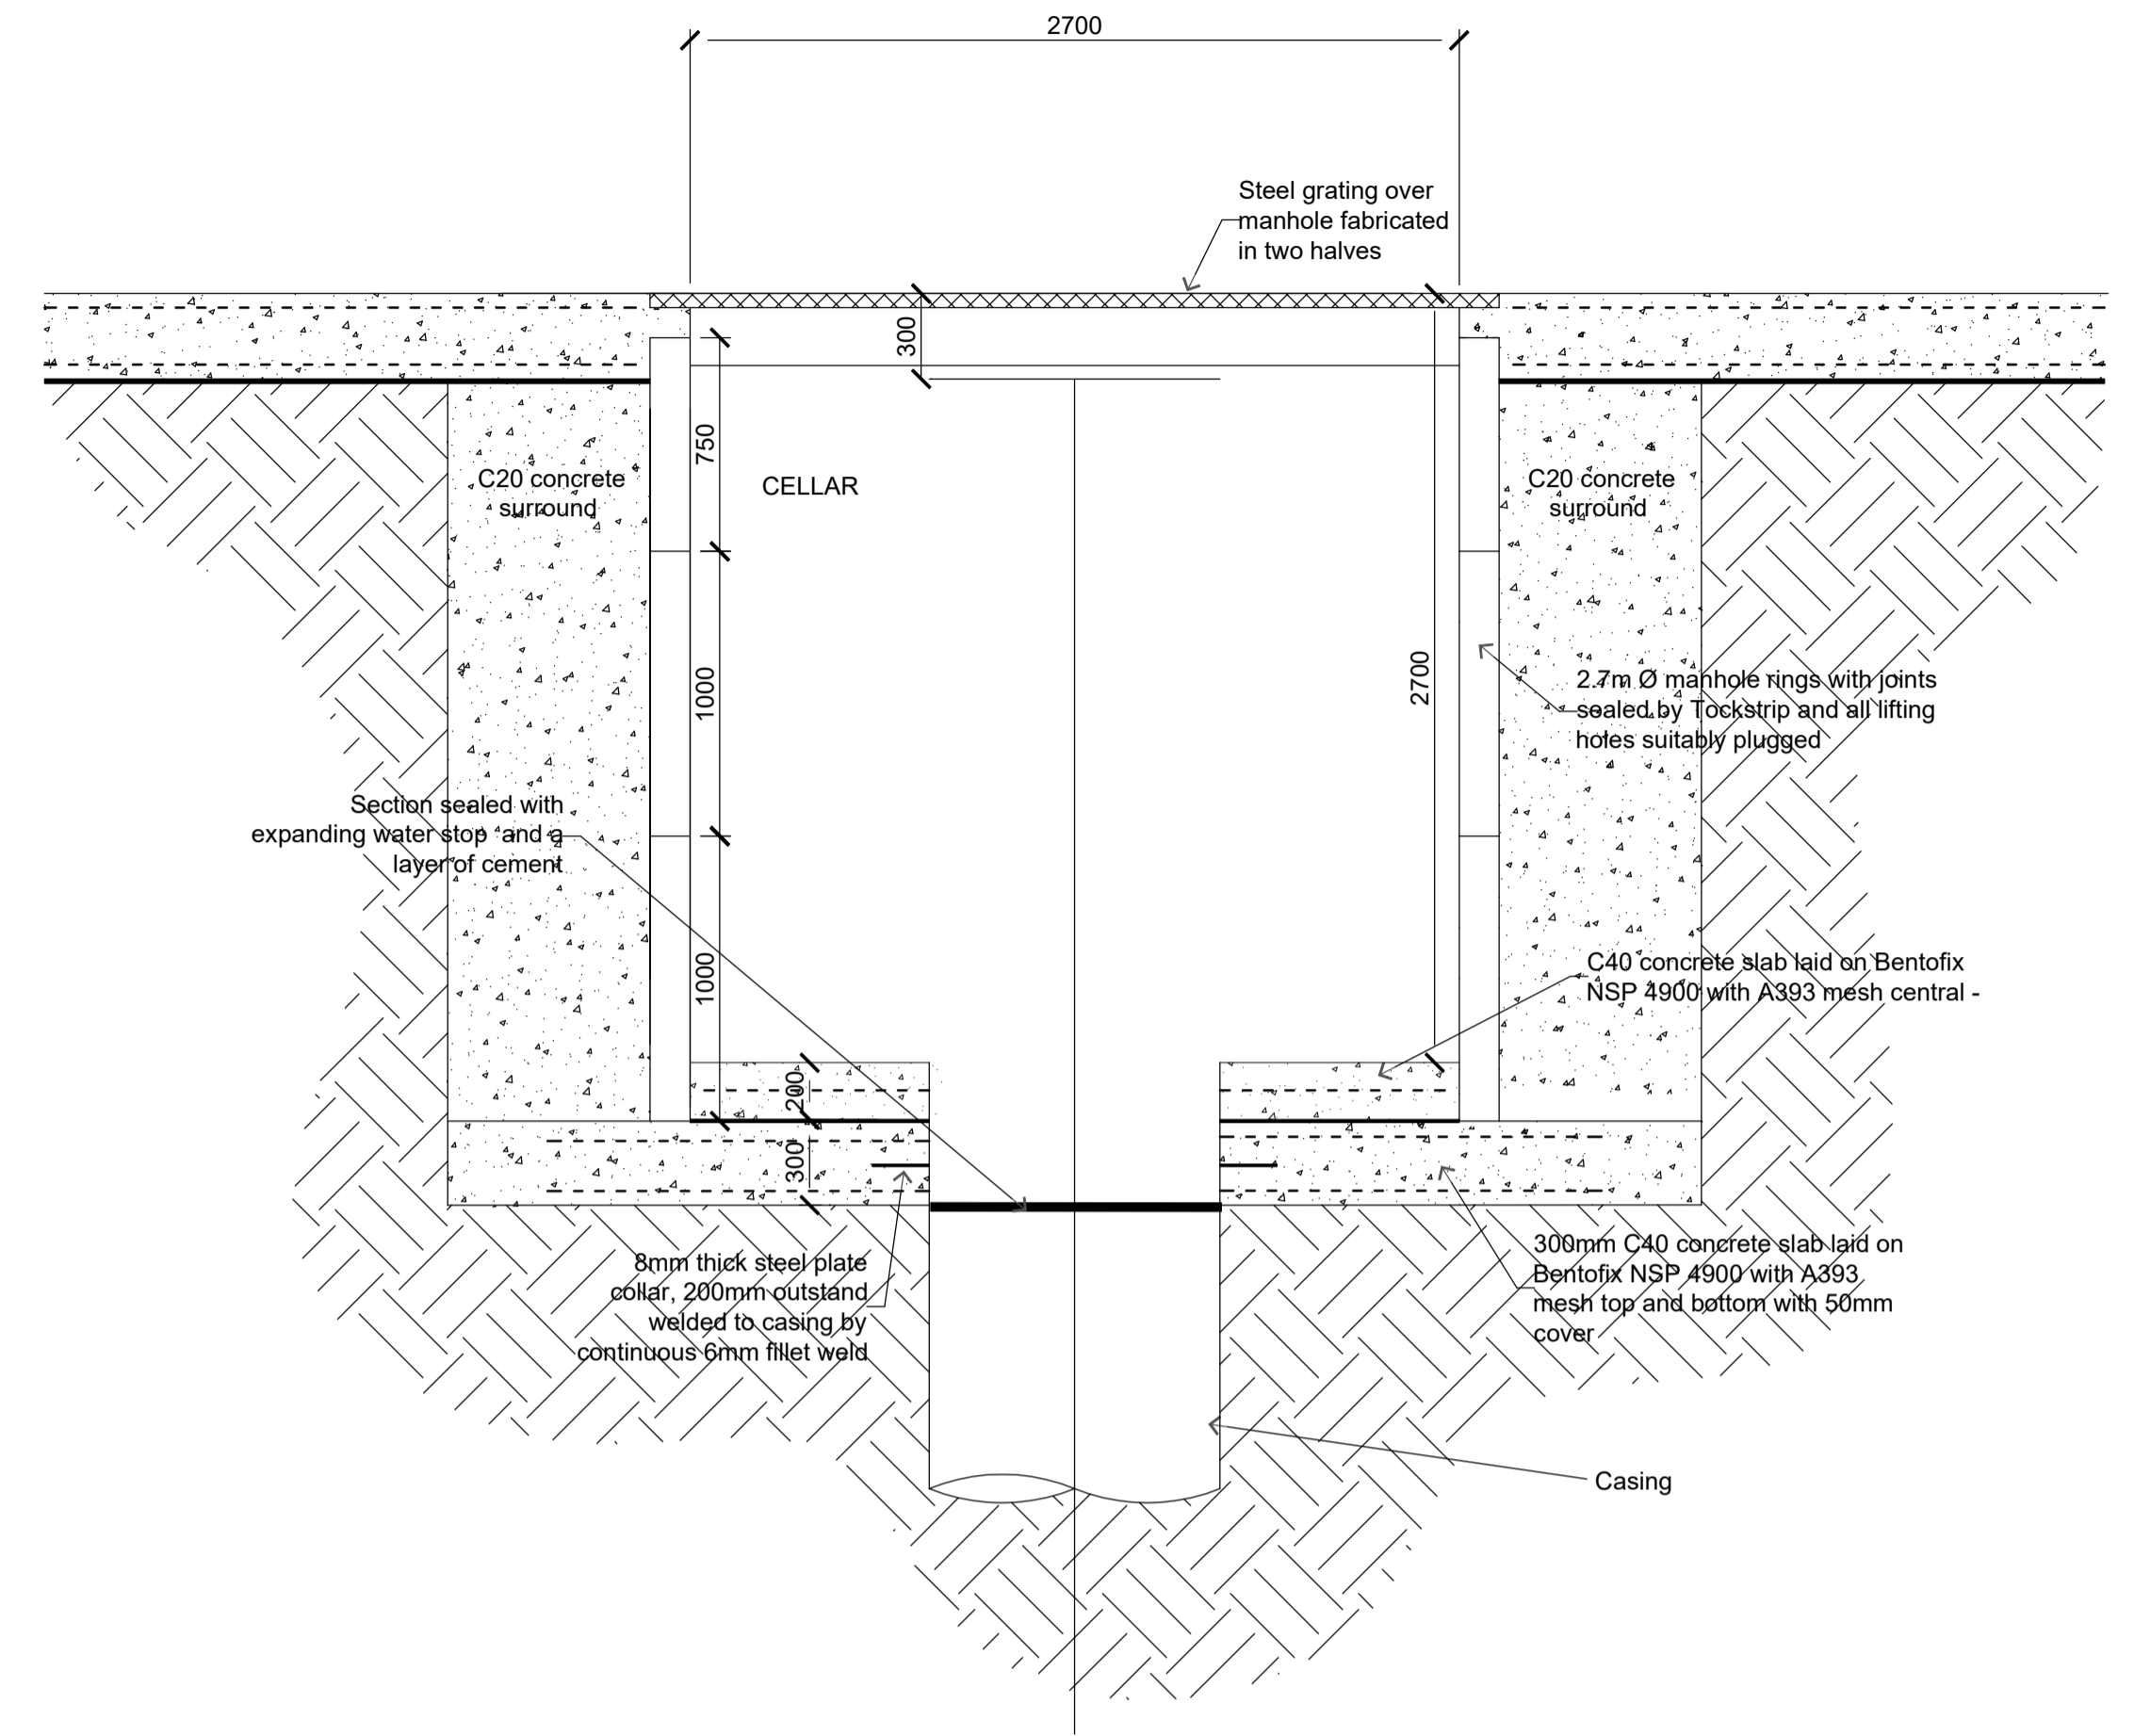 2700
Steel grating over
manhole fabricated
in two halves
300
750
CELLAR
C20 concrete
surround
C20 concrete
surround
1000
2700
2.7m Ø manhole rings with joints
sealed by Tockstrip and all lifting
holes suitably plugged
Section sealed with
expanding water stop and a
layer of cement
1000
C40 concrete slab laid on Bentofix
NSP 4900 with A393 mesh central -
200
300
8mm thick steel plate
collar, 200mm outstand
welded to casing by
continuous 6mm fillet weld
300mm C40 concrete slab laid on
Bentofix NSP 4900 with A393
mesh top and bottom with 50mm
cover
Casing